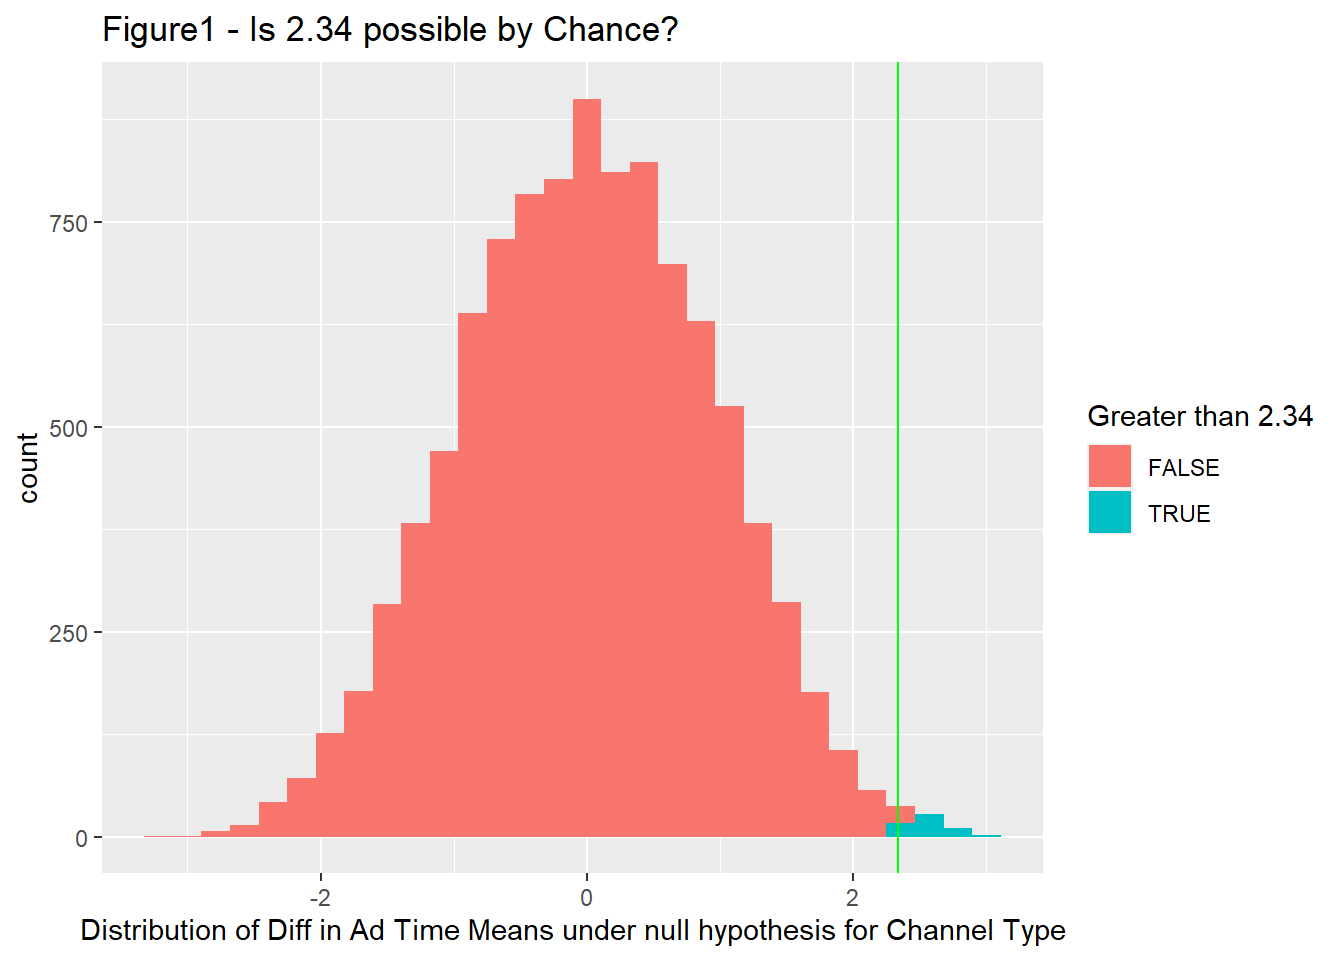 Figure1 - Is 2.34 possible by Chance?
750
500
250
0
count
-2
0
2
Distribution of Diff in Ad Time Means under null hypothesis for Channel Type
Greater than 2.34
FALSE
TRUE